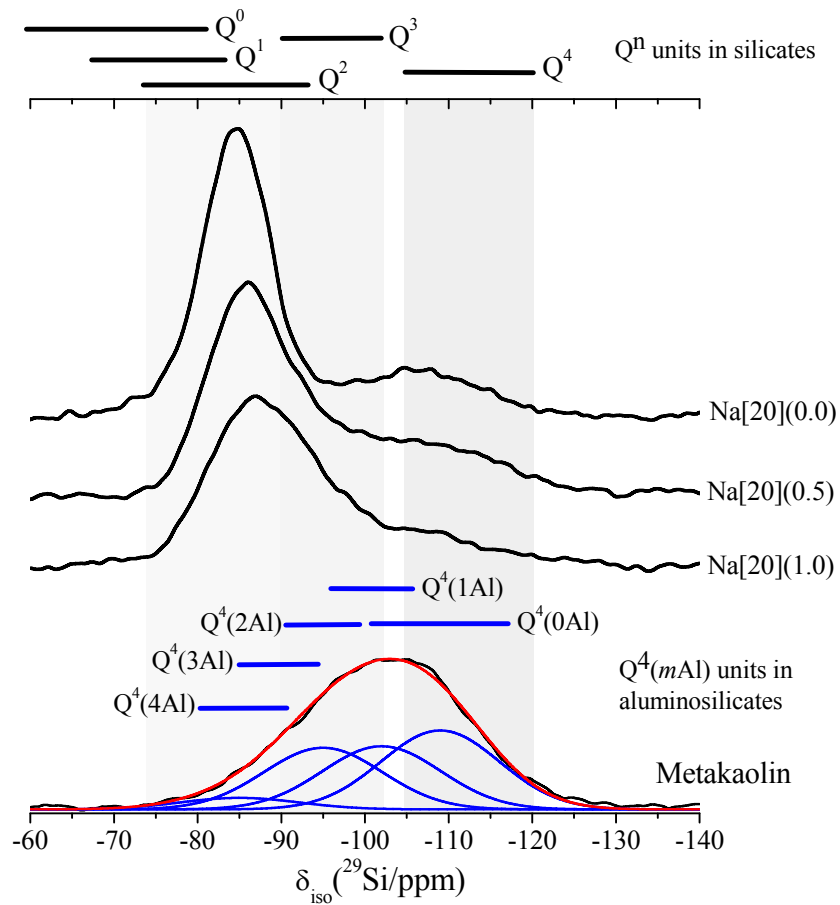 Q⁰
Q³
Q¹
Q²
Q⁴
Qⁿ units in silicates
Na[20](0.0)
Na[20](0.5)
Na[20](1.0)
Q⁴(1Al)
Q⁴(2Al)
Q⁴(0Al)
Q⁴(3Al)
Q⁴(4Al)
Q⁴(mAl) units in
aluminosilicates
Metakaolin
-60 -70 -80 -90 -100 -110 -120 -130 -140
δiso(²⁹Si/ppm)